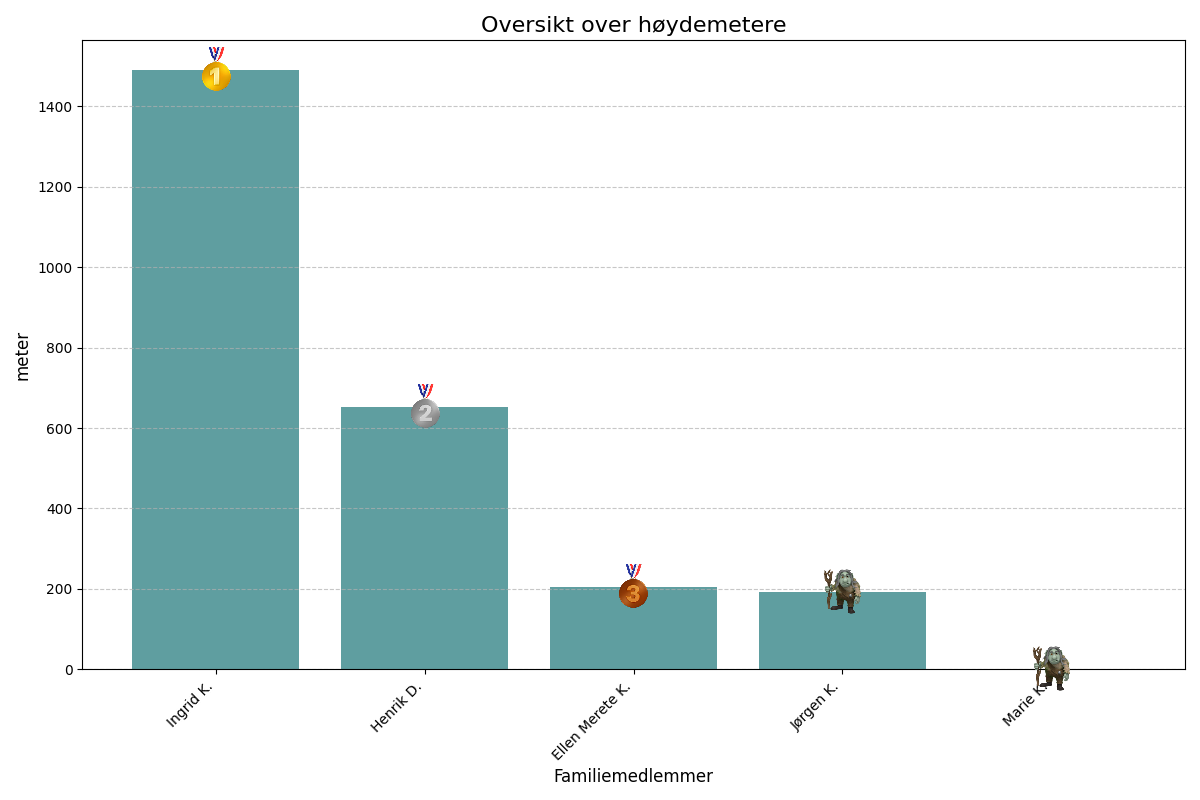 Oversikt over høydemetere
1400
1200
1000
800
600
400
200
0
meter
1
2
3
Ingrid K.
Henrik D.
Ellen Merete K.
Jørgen K.
Marie K.
Familiemedlemmer